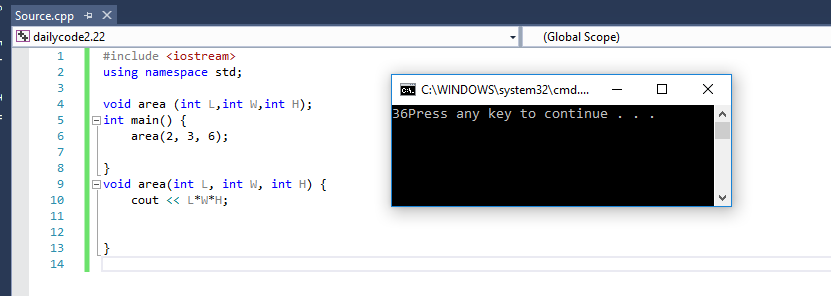 Source.cpp
dailycode2.22 (Global Scope)
1 #include <iostream>
2 using namespace std;
3
4 void area (int L,int W,int H);
5 int main() {
6 area(2, 3, 6);
7
8 }
9 void area(int L, int W, int H) {
10 cout << L*W*H;
11
12
13 }
14
C:\WINDOWS\system32\cmd....
36Press any key to continue . . .